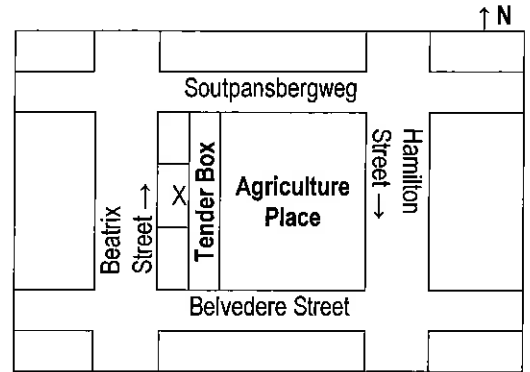 ↑ N
Soutpansbergweg
Beatrix
Street →
X
Tender Box
Agriculture
Place
Hamilton
Street →
Belvedere Street